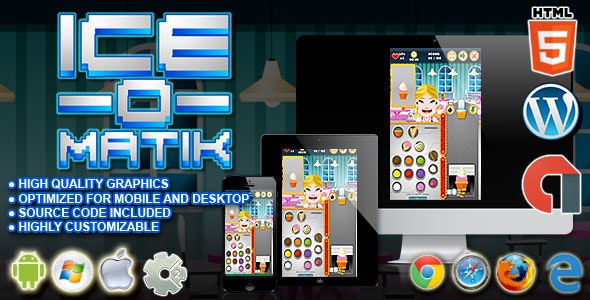 ICE
-O-
MATIK
• HIGH QUALITY GRAPHICS
• OPTIMIZED FOR MOBILE AND DESKTOP
• SOURCE CODE INCLUDED
• HIGHLY CUSTOMIZABLE
HTML
5